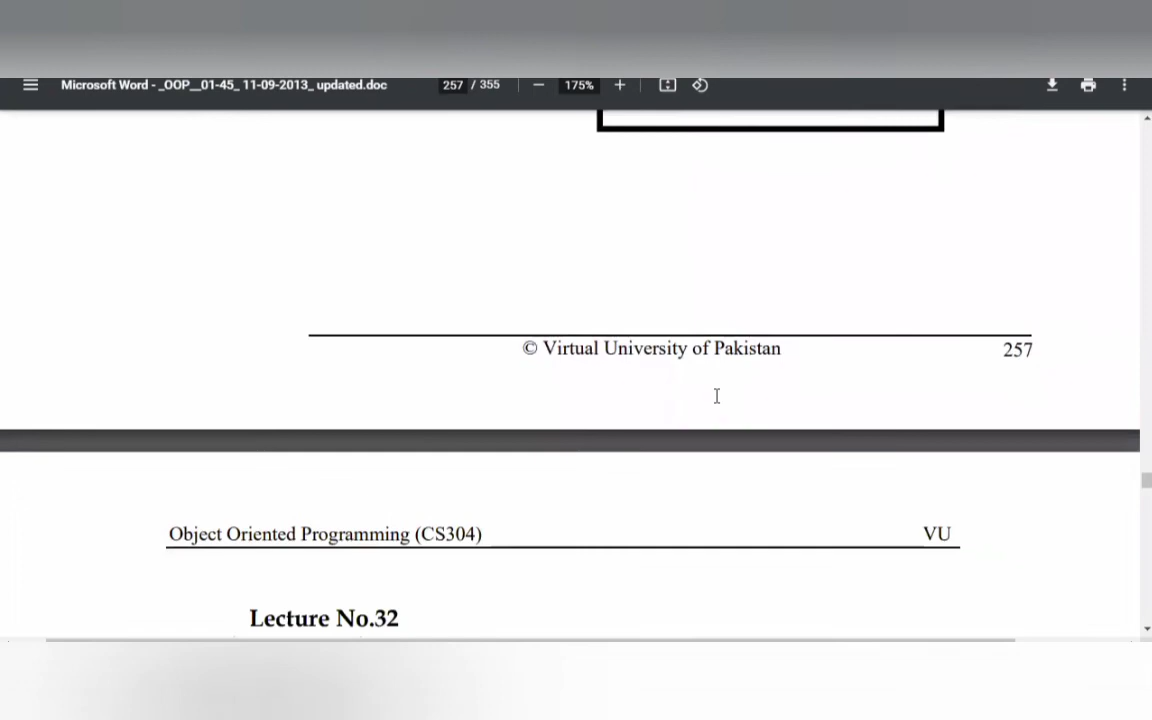 Microsoft Word - _OOP__01-45_ 11-09-2013_ updated.doc 257 / 355 175%
© Virtual University of Pakistan 257
Object Oriented Programming (CS304) VU
Lecture No.32